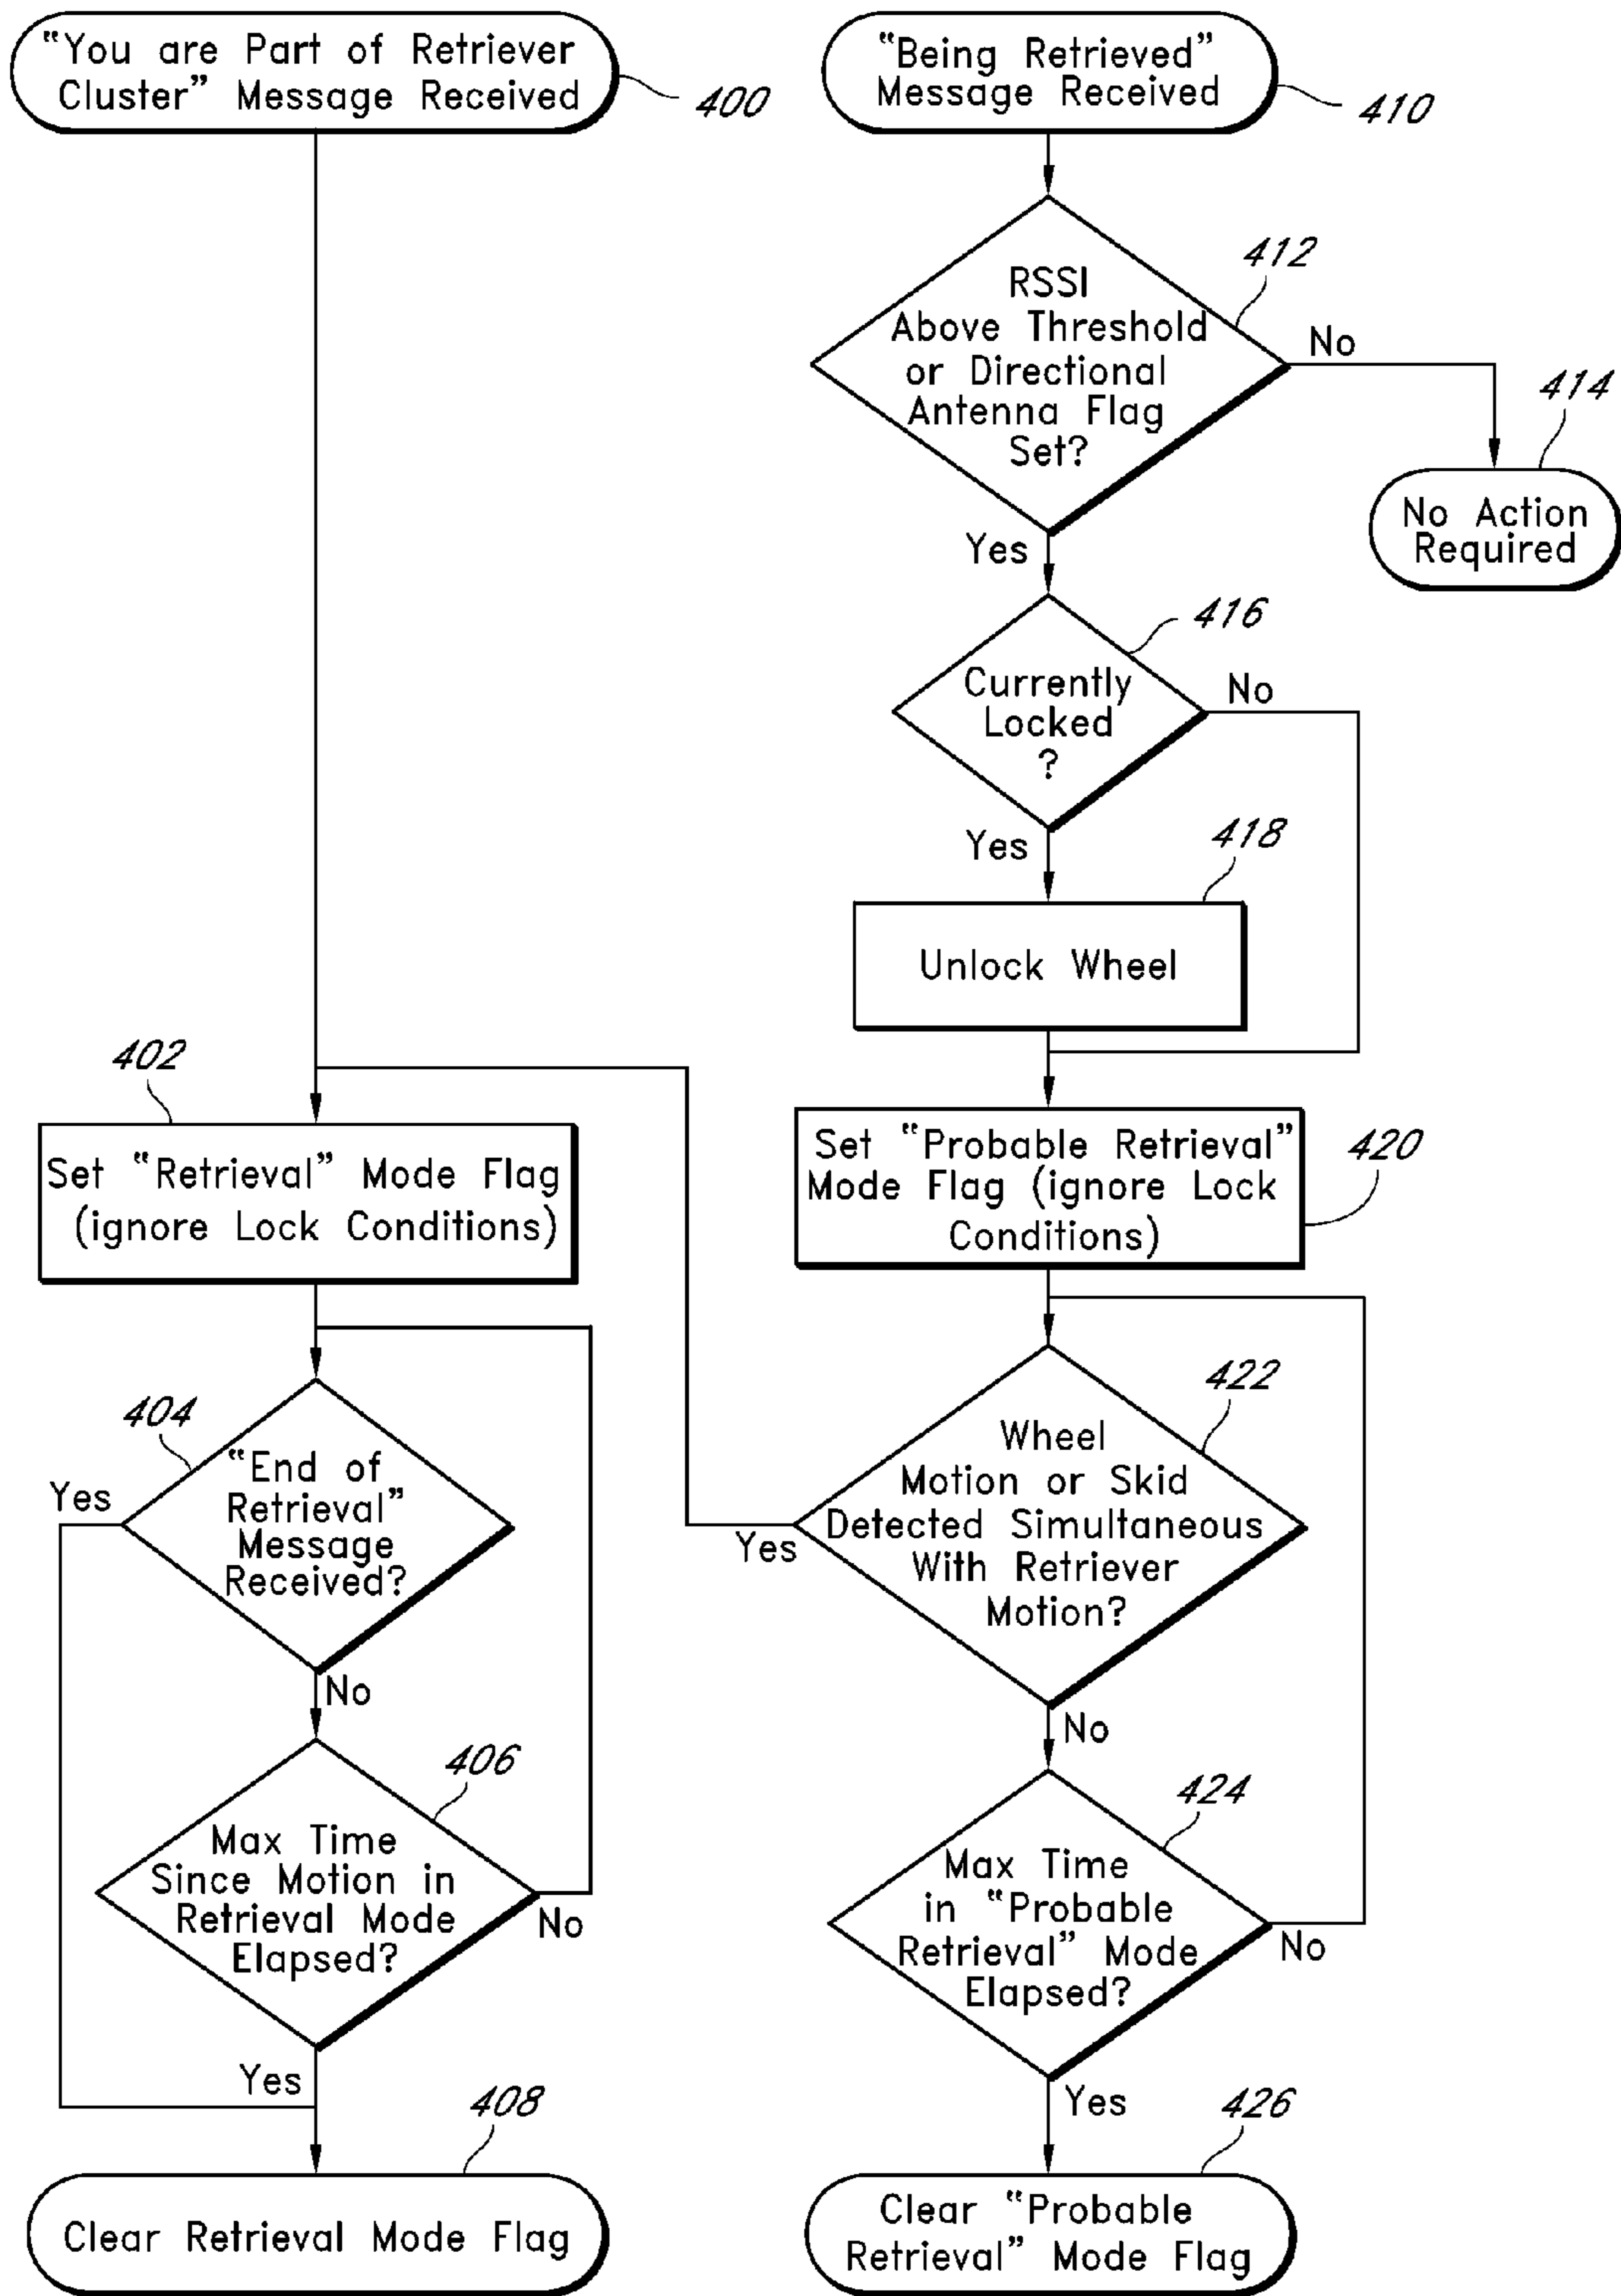 “You are Part of Retriever
Cluster” Message Received
400
“Being Retrieved”
Message Received
410
RSSI
Above Threshold
or Directional
Antenna Flag
Set?
412
No
414
No Action
Required
Yes
416
Currently
Locked
?
No
Yes
418
Unlock Wheel
402
Set “Retrieval” Mode Flag
(ignore Lock Conditions)
Set “Probable Retrieval”
Mode Flag (ignore Lock
Conditions)
420
404
“End of
Retrieval”
Message
Received?
Yes
No
422
Wheel
Motion or Skid
Detected Simultaneous
With Retriever
Motion?
Yes
No
406
Max Time
Since Motion in
Retrieval Mode
Elapsed?
No
Yes
424
Max Time
in “Probable
Retrieval” Mode
Elapsed?
No
Yes
408
Clear Retrieval Mode Flag
426
Clear “Probable
Retrieval” Mode Flag